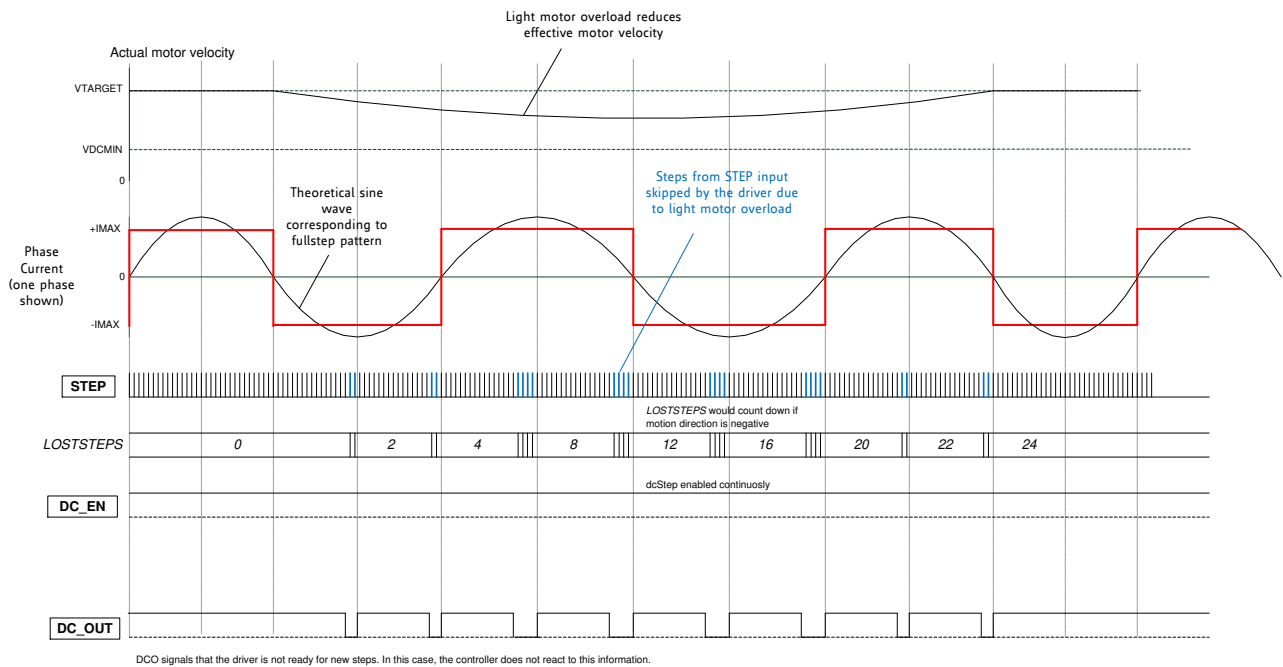 Light motor overload reduces
effective motor velocity
Actual motor velocity
VTARGET
VDCMIN
0
Theoretical sine
wave
corresponding to
fullstep pattern
Steps from STEP input
skipped by the driver due
to light motor overload
+IMAX
Phase
Current
(one phase
shown)
0
-IMAX
STEP
LOSTSTEPS would count down if
motion direction is negative
LOSTSTEPS 0 2 4 8 12 16 20 22 24
dcStep enabled continuosly
DC_EN
DC_OUT
DCO signals that the driver is not ready for new steps. In this case, the controller does not react to this information.